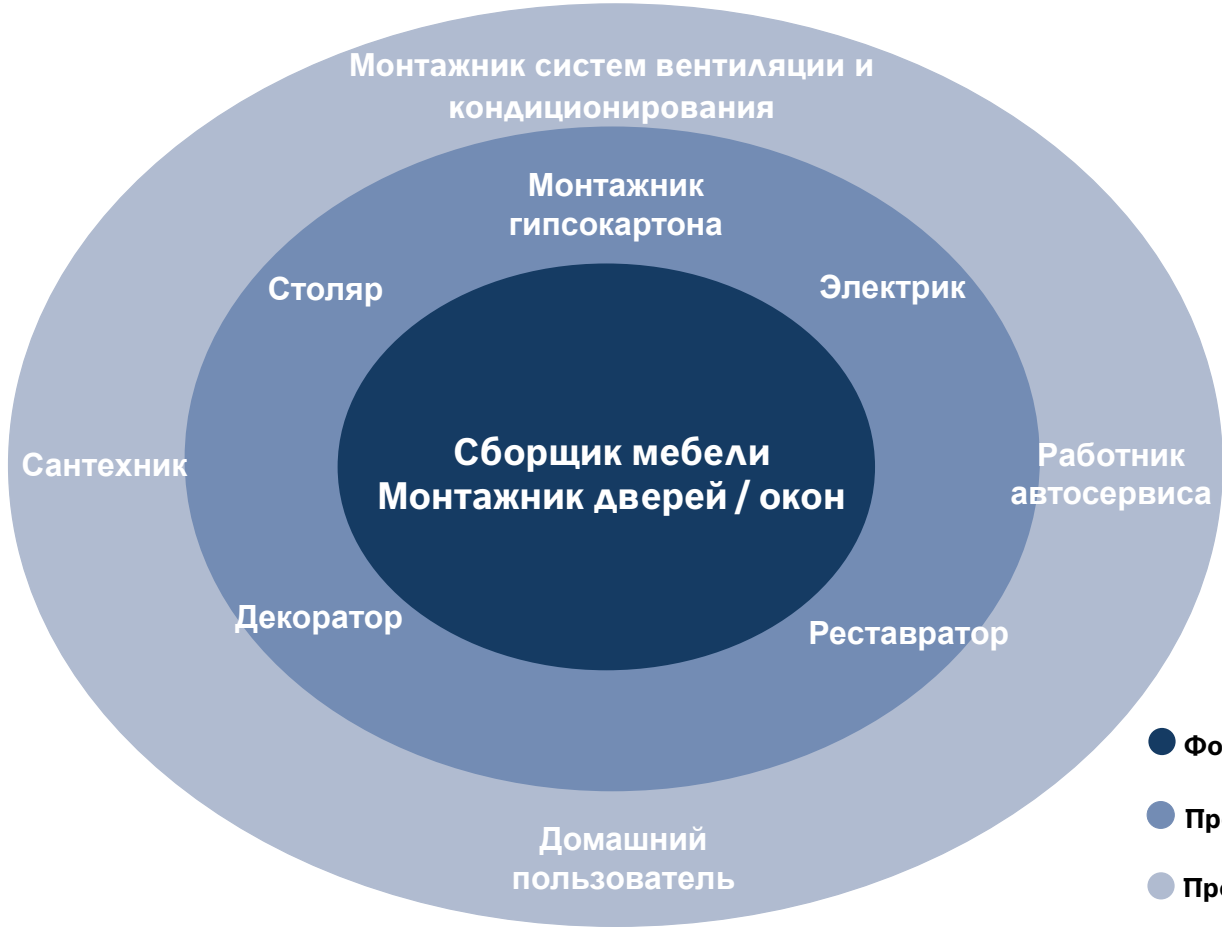 Монтажник систем вентиляции и
кондиционирования
Монтажник
гипсокартона
Столяр
Электрик
Сборщик мебели
Монтажник дверей / окон
Сантехник
Работник
автосервиса
Декоратор
Реставратор
Домашний
пользователь